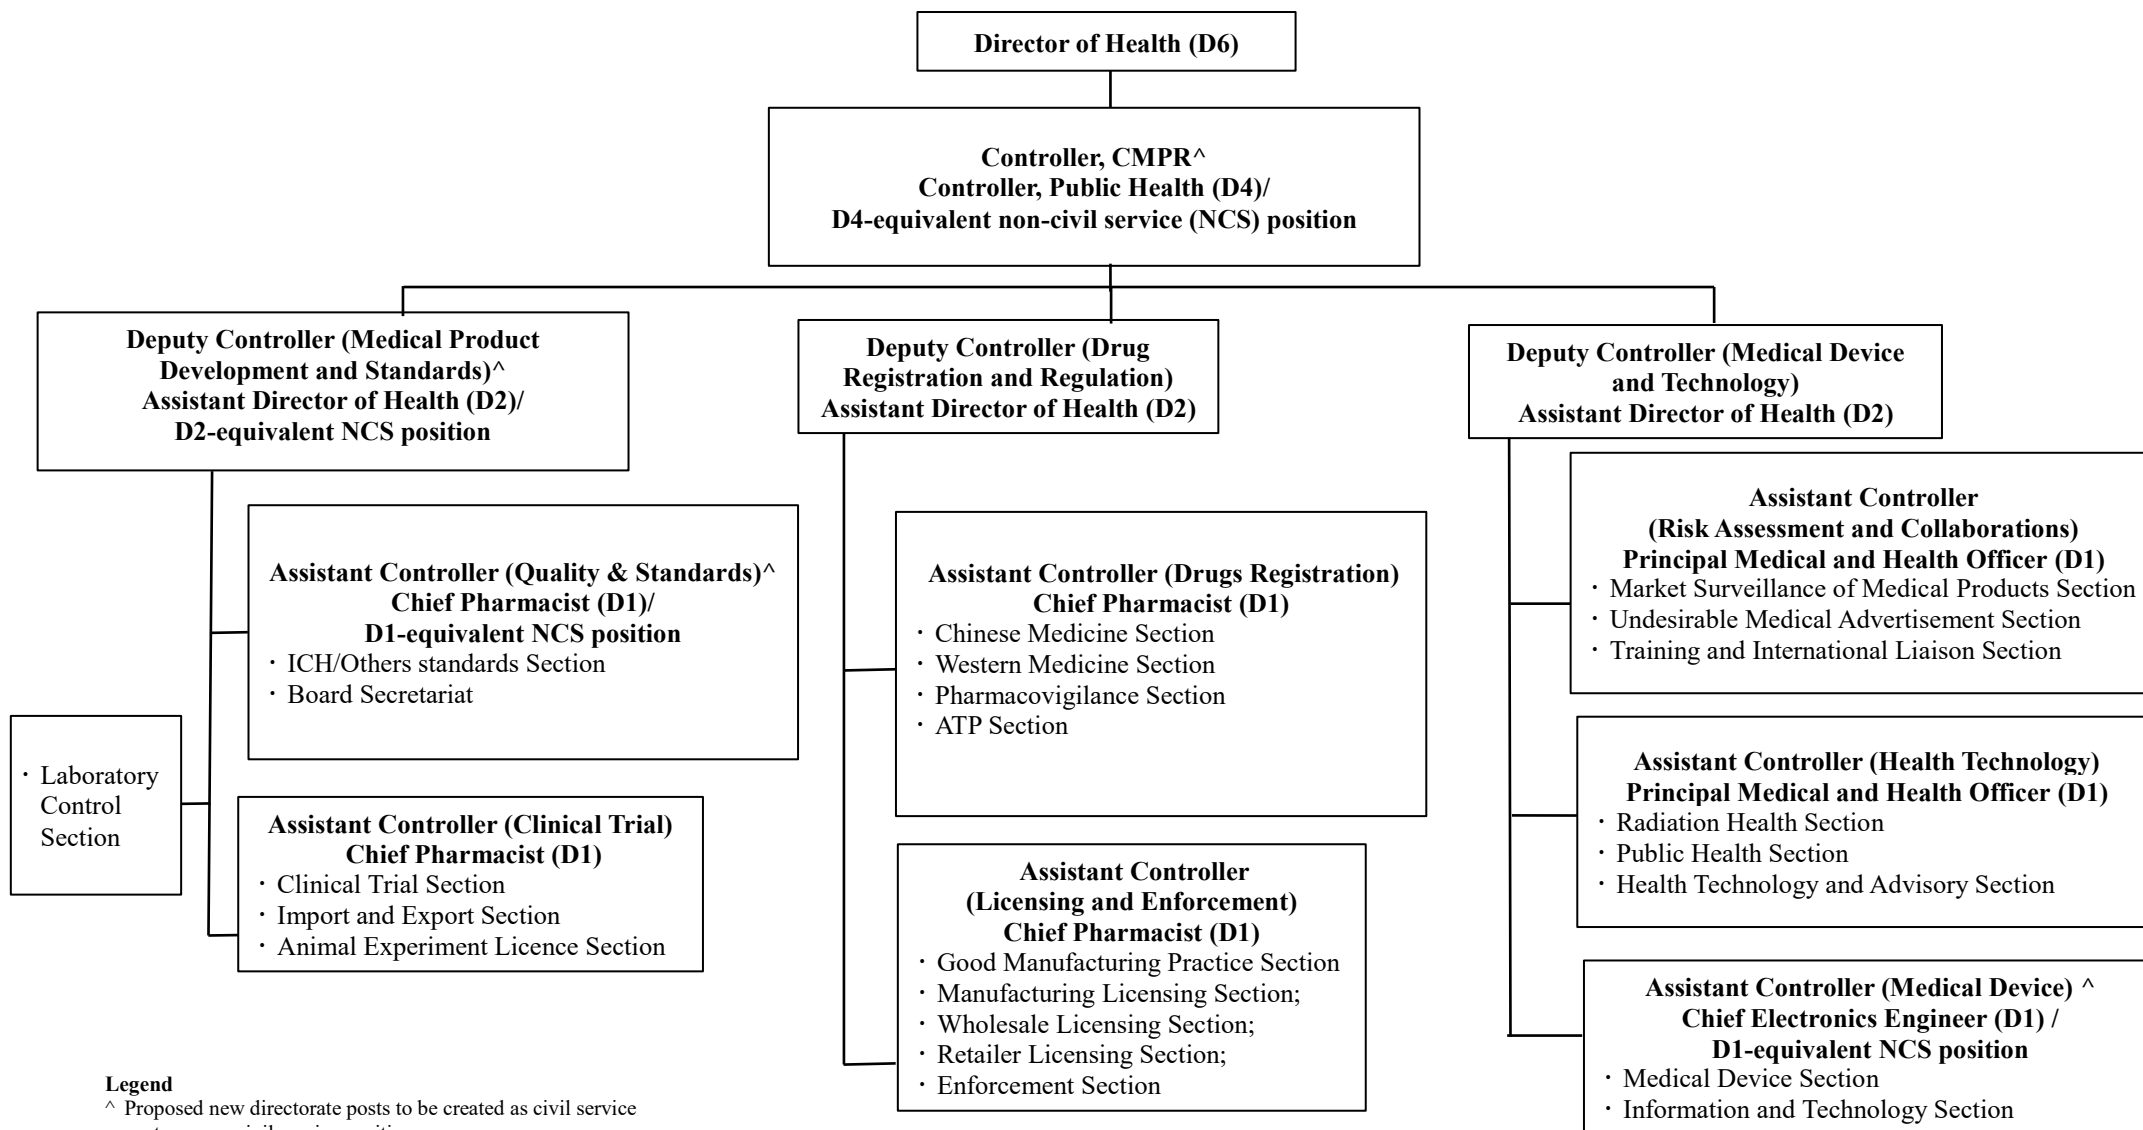 Director of Health (D6)
Controller, CMPR^
Controller, Public Health (D4)/
D4-equivalent non-civil service (NCS) position
Deputy Controller (Medical Product
Development and Standards)^
Assistant Director of Health (D2)/
D2-equivalent NCS position
Deputy Controller (Drug
Registration and Regulation)
Assistant Director of Health (D2)
Deputy Controller (Medical Device
and Technology)
Assistant Director of Health (D2)
Assistant Controller (Quality & Standards)^
Chief Pharmacist (D1)/
D1-equivalent NCS position
· ICH/Others standards Section
· Board Secretariat
· Laboratory
Control
Section
Assistant Controller (Clinical Trial)
Chief Pharmacist (D1)
· Clinical Trial Section
· Import and Export Section
· Animal Experiment Licence Section
Assistant Controller (Drugs Registration)
Chief Pharmacist (D1)
· Chinese Medicine Section
· Western Medicine Section
· Pharmacovigilance Section
· ATP Section
Assistant Controller
(Licensing and Enforcement)
Chief Pharmacist (D1)
· Good Manufacturing Practice Section
· Manufacturing Licensing Section;
· Wholesale Licensing Section;
· Retailer Licensing Section;
· Enforcement Section
Assistant Controller
(Risk Assessment and Collaborations)
Principal Medical and Health Officer (D1)
· Market Surveillance of Medical Products Section
· Undesirable Medical Advertisement Section
· Training and International Liaison Section
Assistant Controller (Health Technology)
Principal Medical and Health Officer (D1)
· Radiation Health Section
· Public Health Section
· Health Technology and Advisory Section
Assistant Controller (Medical Device) ^
Chief Electronics Engineer (D1) /
D1-equivalent NCS position
· Medical Device Section
· Information and Technology Section
Legend
^ Proposed new directorate posts to be created as civil service